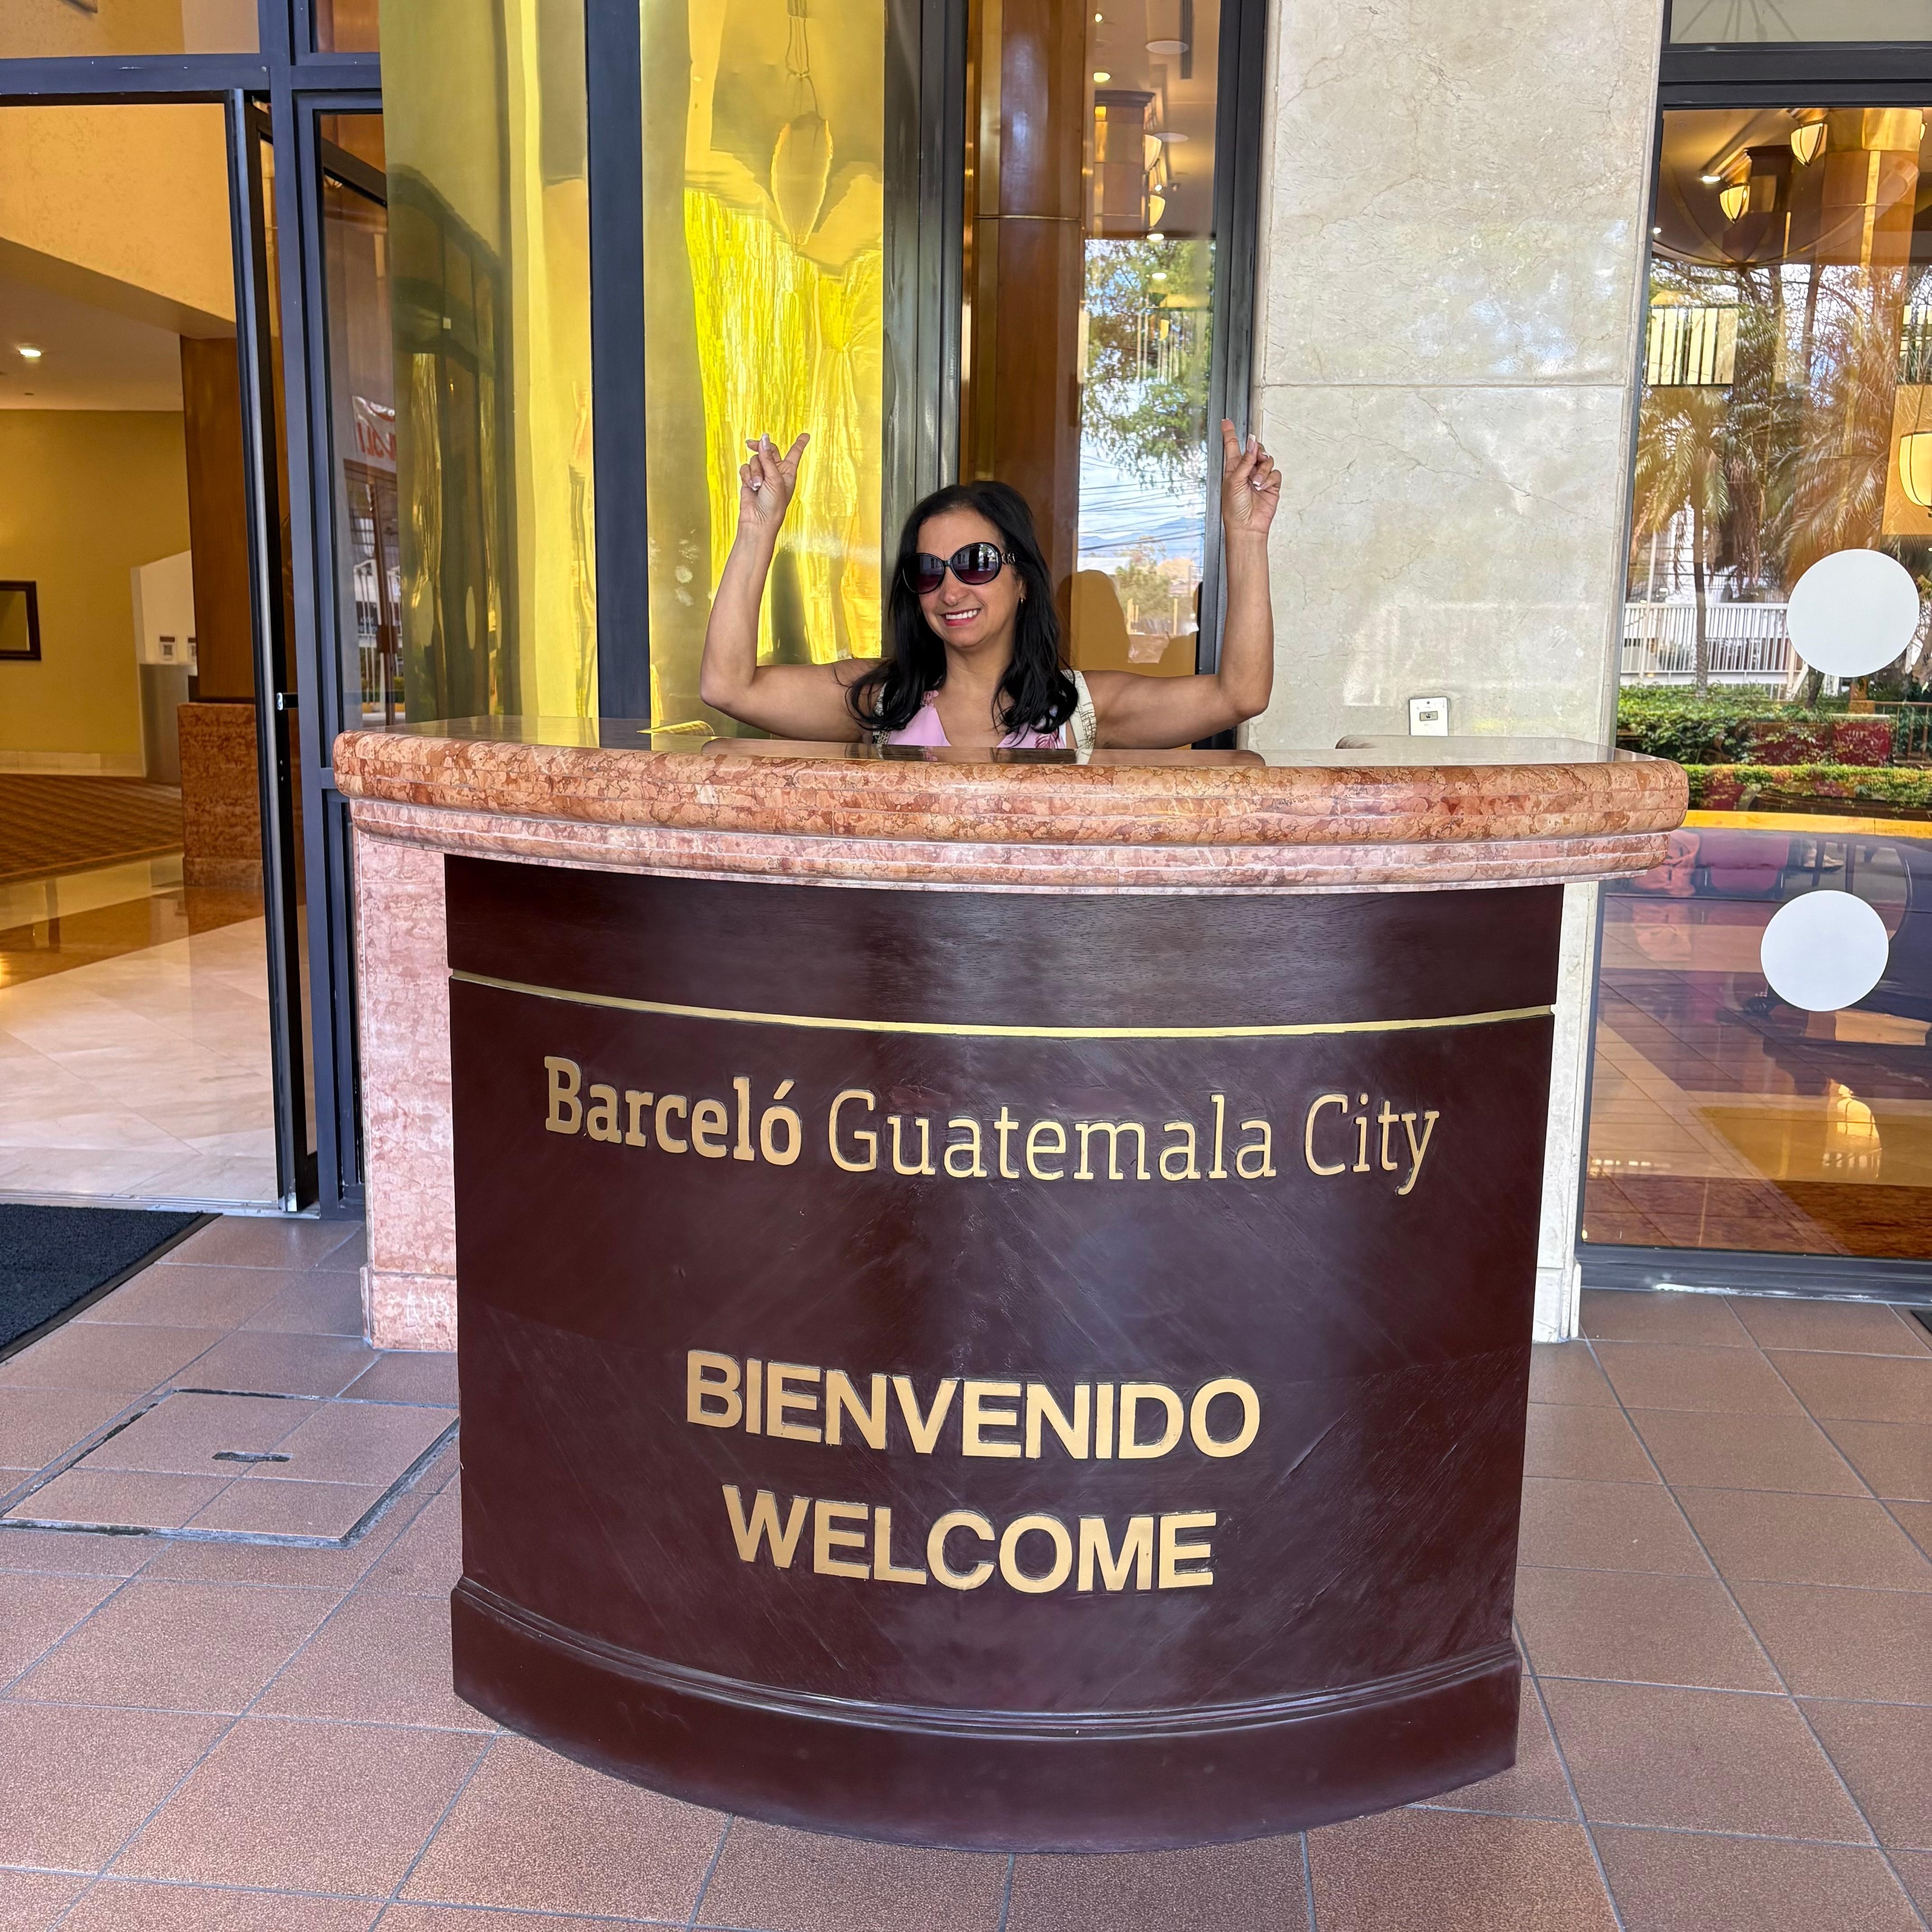 Barceló Guatemala City
BIENVENIDO
WELCOME